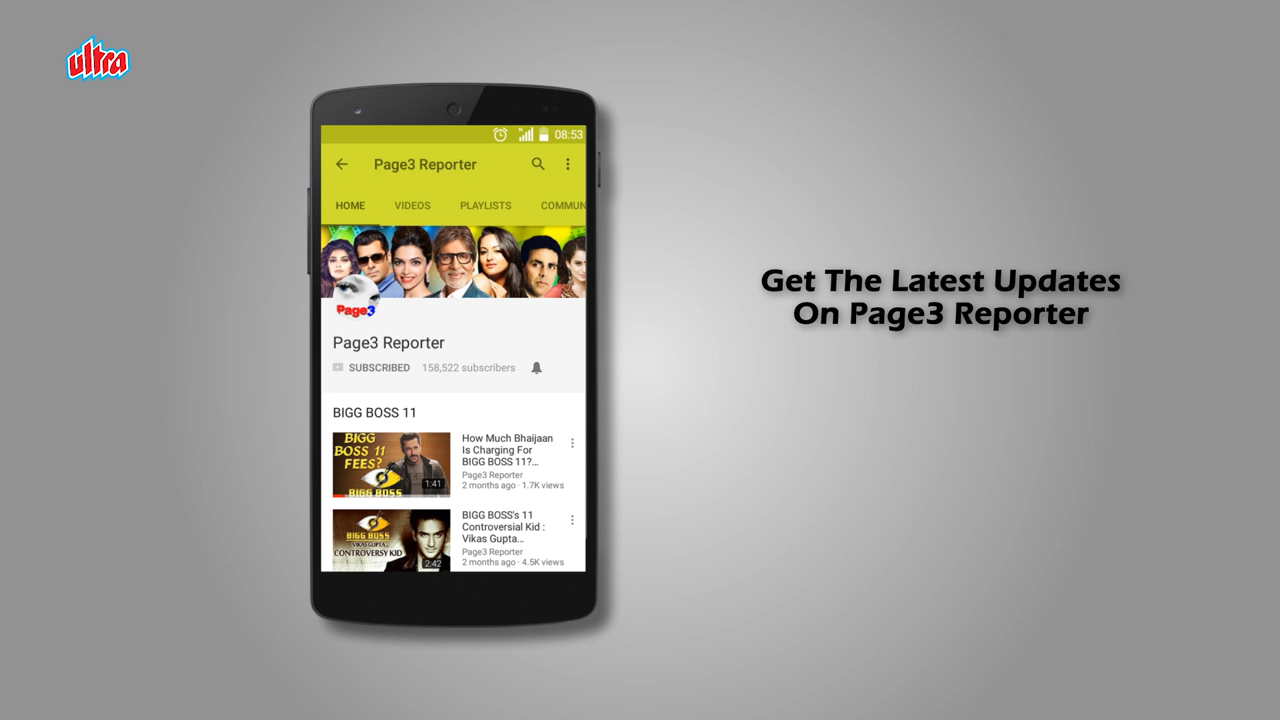 ultra
08:53
Page3 Reporter
HOME VIDEOS PLAYLISTS COMMUN
Page3
Page3 Reporter
SUBSCRIBED 158,522 subscribers
BIGG BOSS 11
BIGG
BOSS 11
FEES?
BIGG BOSS
1:41
How Much Bhaijaan
Is Charging For
BIGG BOSS 11?...
Page3 Reporter
2 months ago · 1.7K views
BIGG BOSS
VIKAS GUPTA
CONTROVERSY KID
2:42
BIGG BOSS's 11
Controversial Kid :
Vikas Gupta...
Page3 Reporter
2 months ago · 4.5K views
Get The Latest Updates
On Page3 Reporter